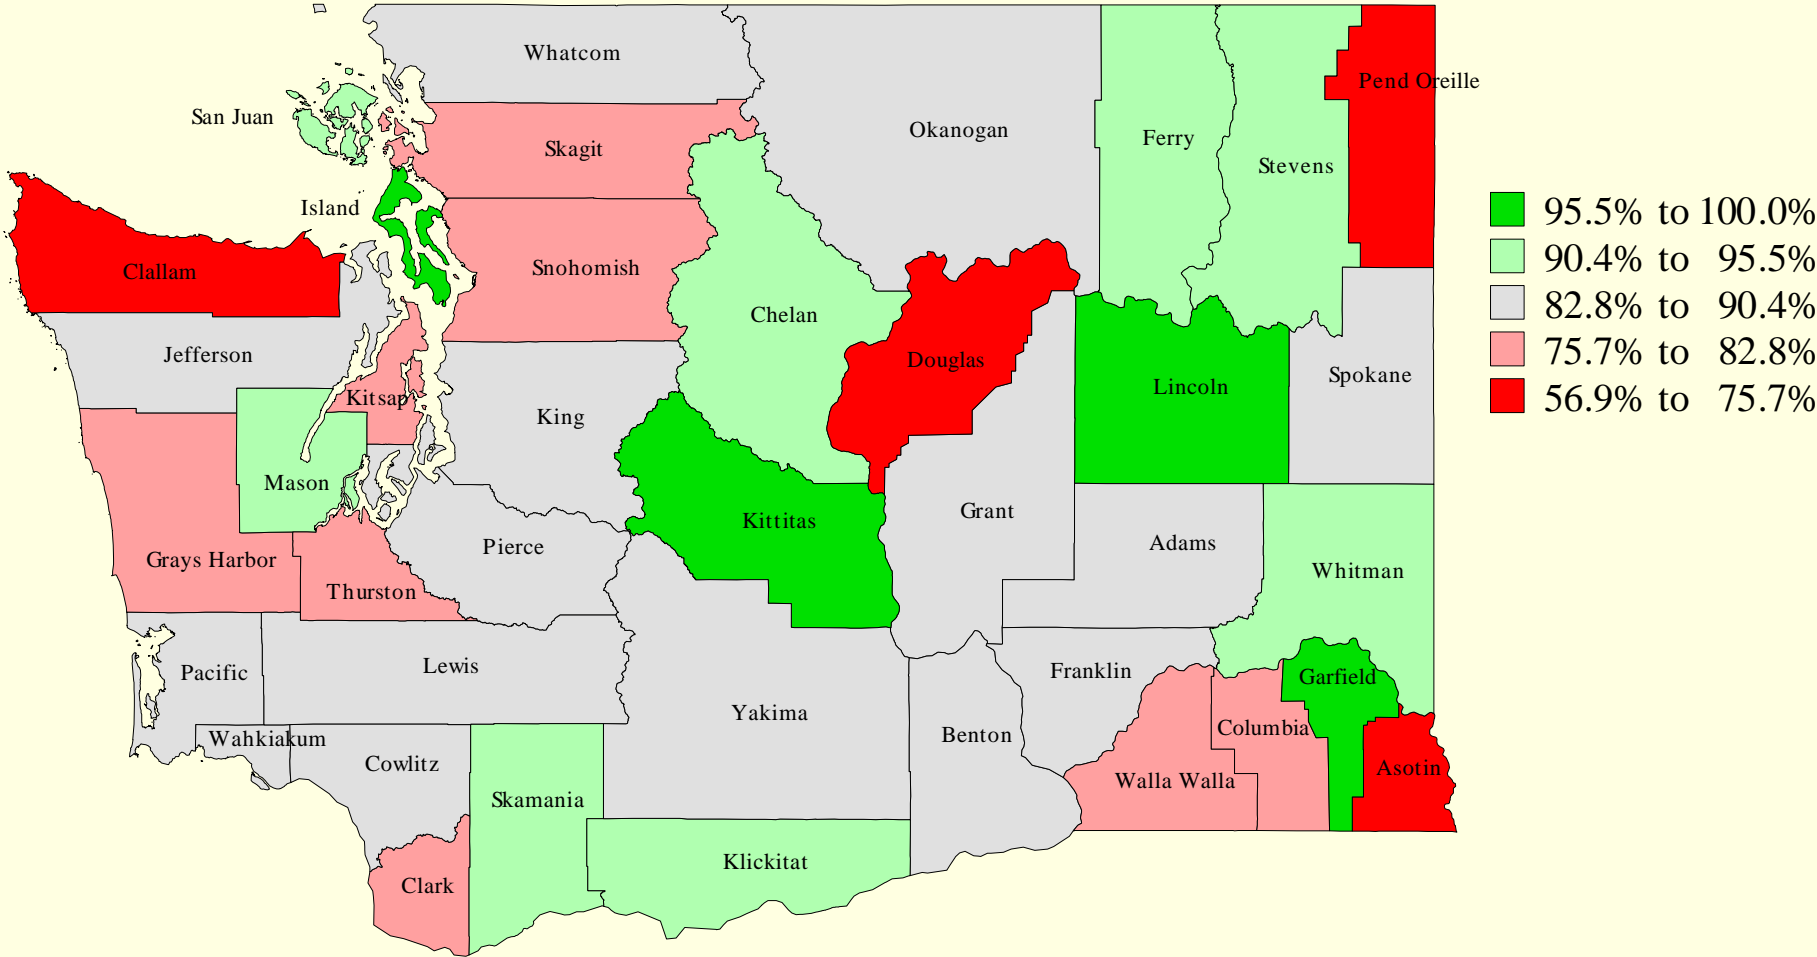 Whatcom
Pend Oreille
San Juan
Okanogan
Ferry
Skagit
Stevens
Island
95.5% to 100.0%
90.4% to 95.5%
82.8% to 90.4%
75.7% to 82.8%
56.9% to 75.7%
Clallam
Snohomish
Chelan
Jefferson
Douglas
Spokane
Lincoln
Kitsap
King
Mason
Grant
Kittitas
Adams
Pierce
Grays Harbor
Whitman
Thurston
Lewis
Pacific
Franklin
Garfield
Yakima
Columbia
Benton
Wahkiakum
Cowlitz
Asotin
Walla Walla
Skamania
Klickitat
Clark